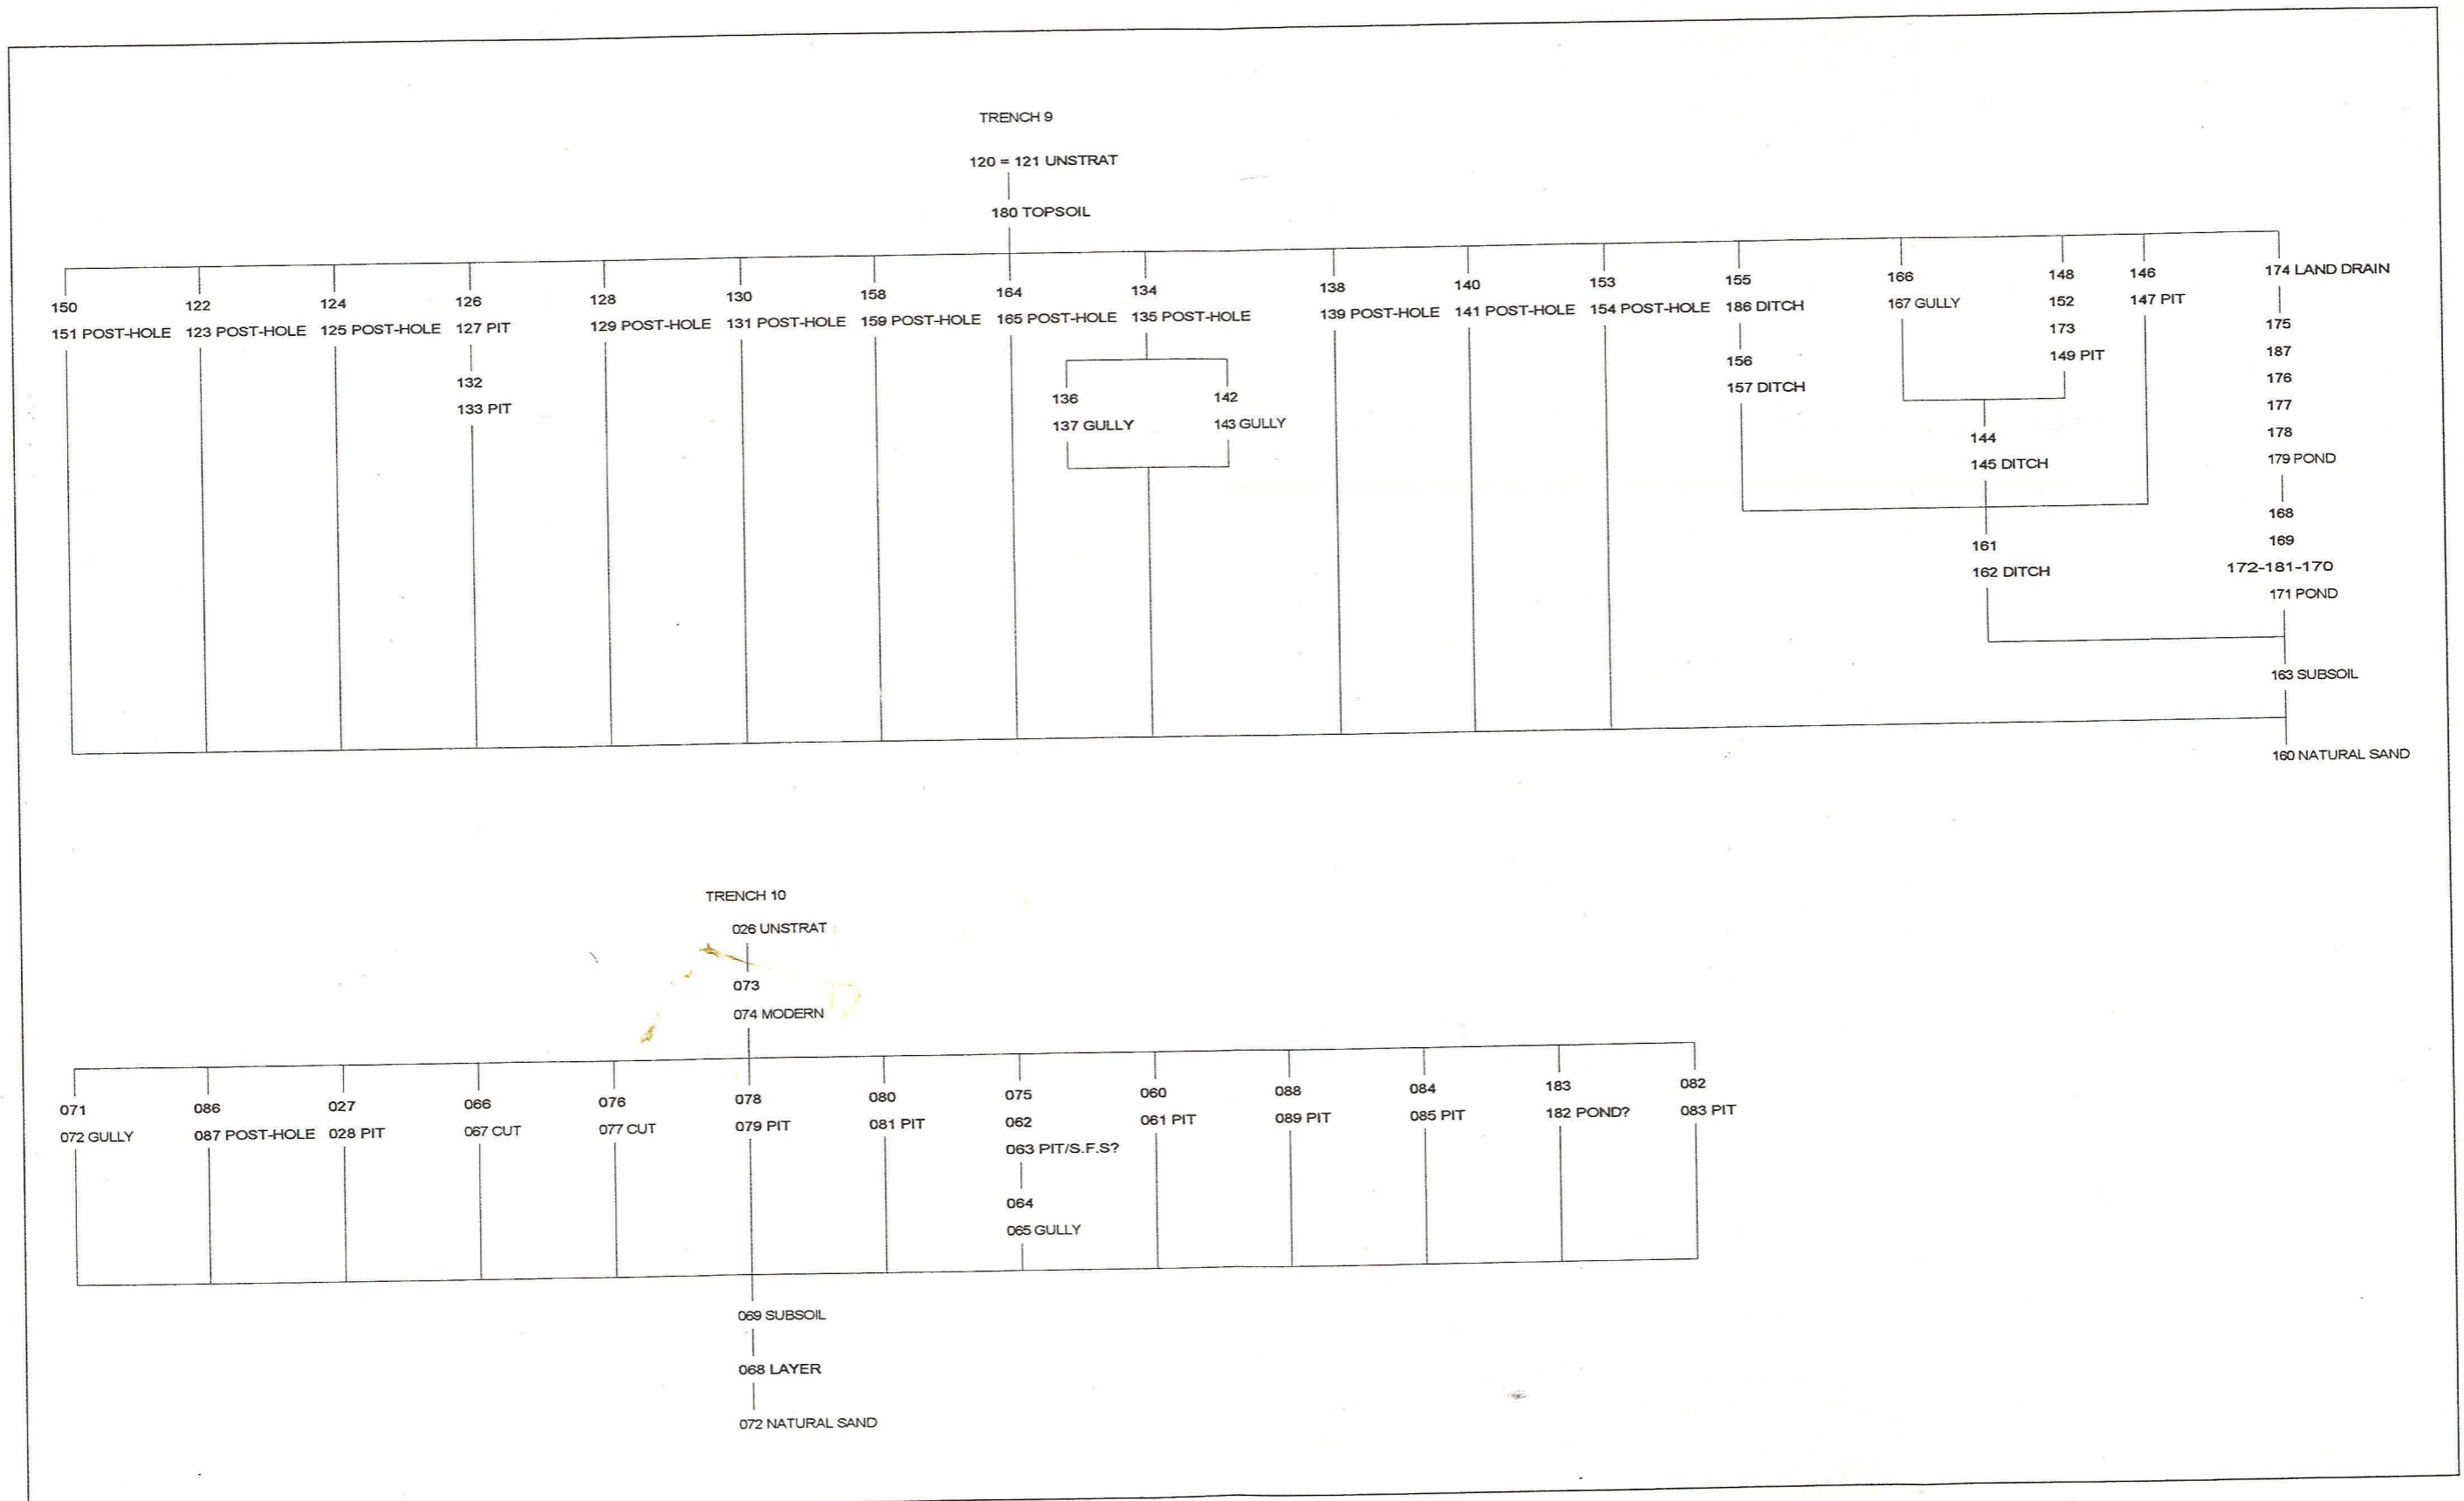 TRENCH 9
120 = 121 UNSTRAT
180 TOPSOIL
150
151 POST-HOLE
122
123 POST-HOLE
124
125 POST-HOLE
126
127 PIT
132
133 PIT
128
129 POST-HOLE
130
131 POST-HOLE
158
159 POST-HOLE
164
165 POST-HOLE
134
135 POST-HOLE
136
137 GULLY
142
143 GULLY
138
139 POST-HOLE
140
141 POST-HOLE
153
154 POST-HOLE
155
186 DITCH
156
157 DITCH
166
167 GULLY
148
152
173
149 PIT
146
147 PIT
144
145 DITCH
161
162 DITCH
174 LAND DRAIN
175
187
176
177
178
179 POND
168
169
172-181-170
171 POND
163 SUBSOIL
160 NATURAL SAND
TRENCH 10
026 UNSTRAT
073
074 MODERN
071
072 GULLY
086
087 POST-HOLE
027
028 PIT
066
067 CUT
076
077 CUT
078
079 PIT
080
081 PIT
075
062
063 PIT/S.F.S?
064
065 GULLY
060
061 PIT
088
089 PIT
084
085 PIT
183
182 POND?
082
083 PIT
069 SUBSOIL
068 LAYER
072 NATURAL SAND